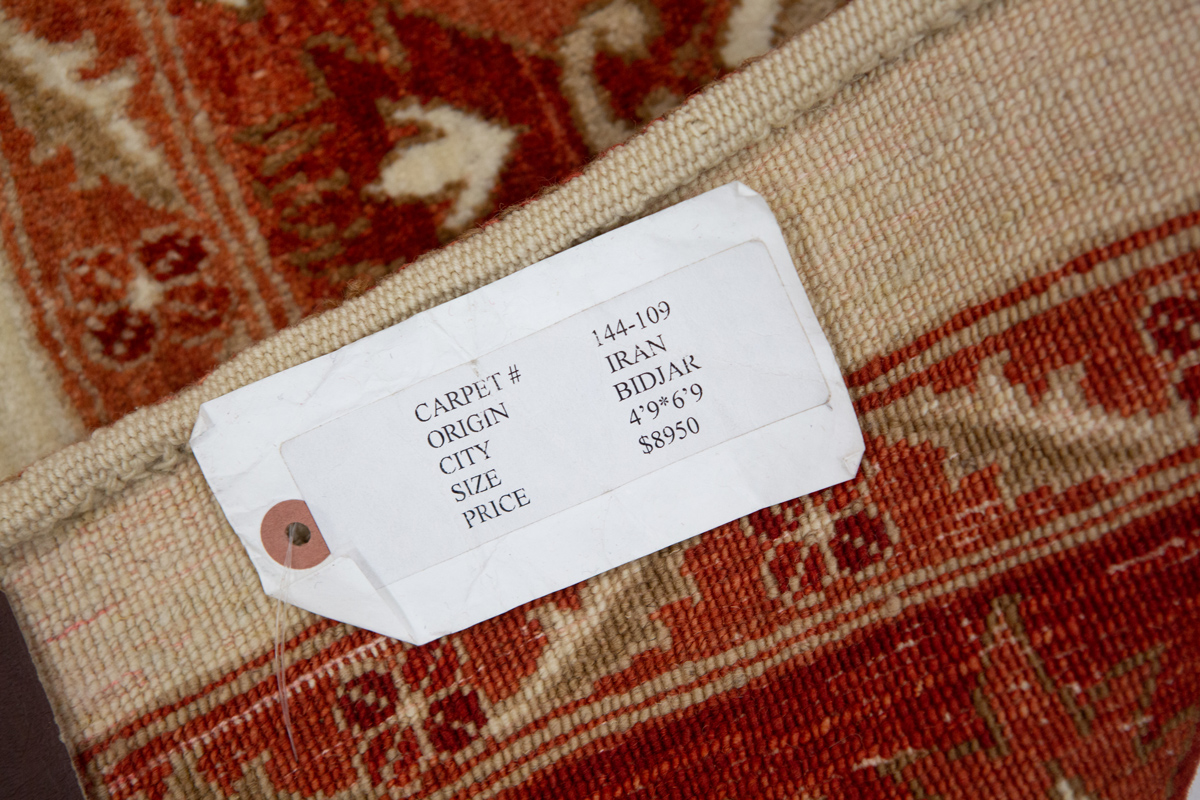 CARPET # 144-109
ORIGIN IRAN
CITY BIDJAR
SIZE 4'9*6'9
PRICE $8950